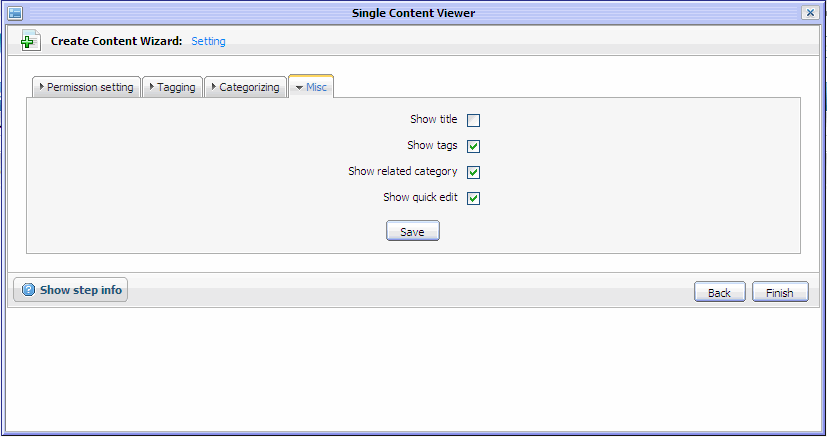 Single Content Viewer
Create Content Wizard: Setting
Permission setting Tagging Categorizing Misc
Show title
Show tags
Show related category
Show quick edit
Save
Show step info
Back Finish